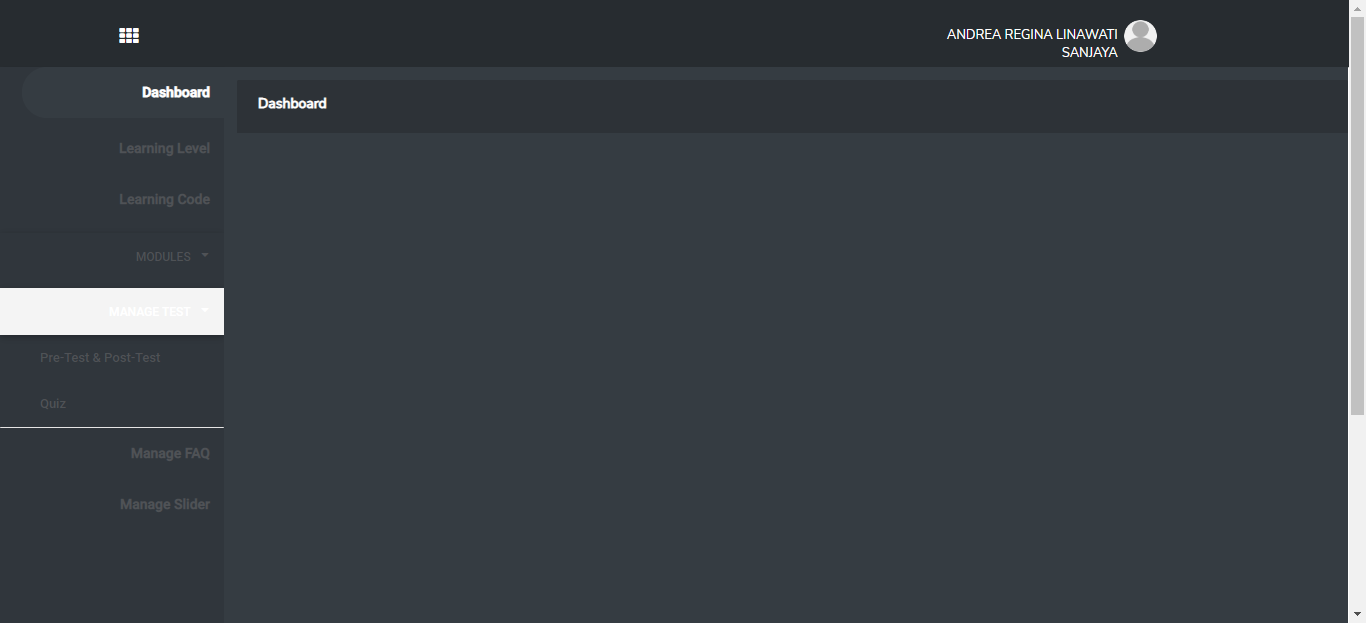 ANDREA REGINA LINAWATI
SANJAYA
Dashboard
Dashboard
Learning Level
Learning Code
MODULES
MANAGE TEST
Pre-Test & Post-Test
Quiz
Manage FAQ
Manage Slider